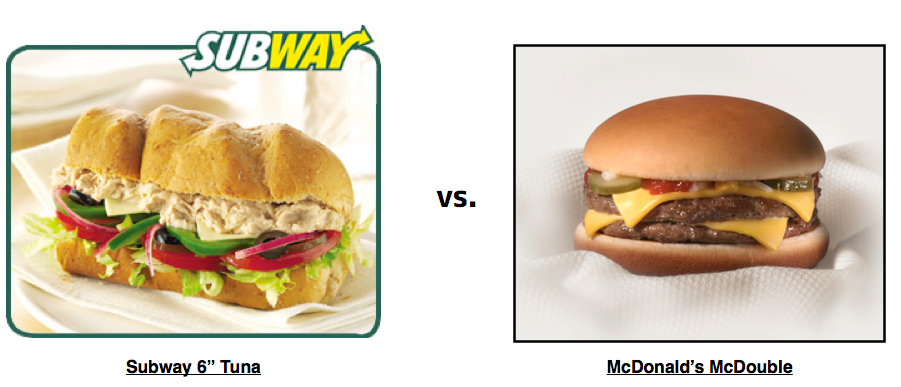 SUBWAY
vs.
Subway 6” Tuna
McDonald’s McDouble